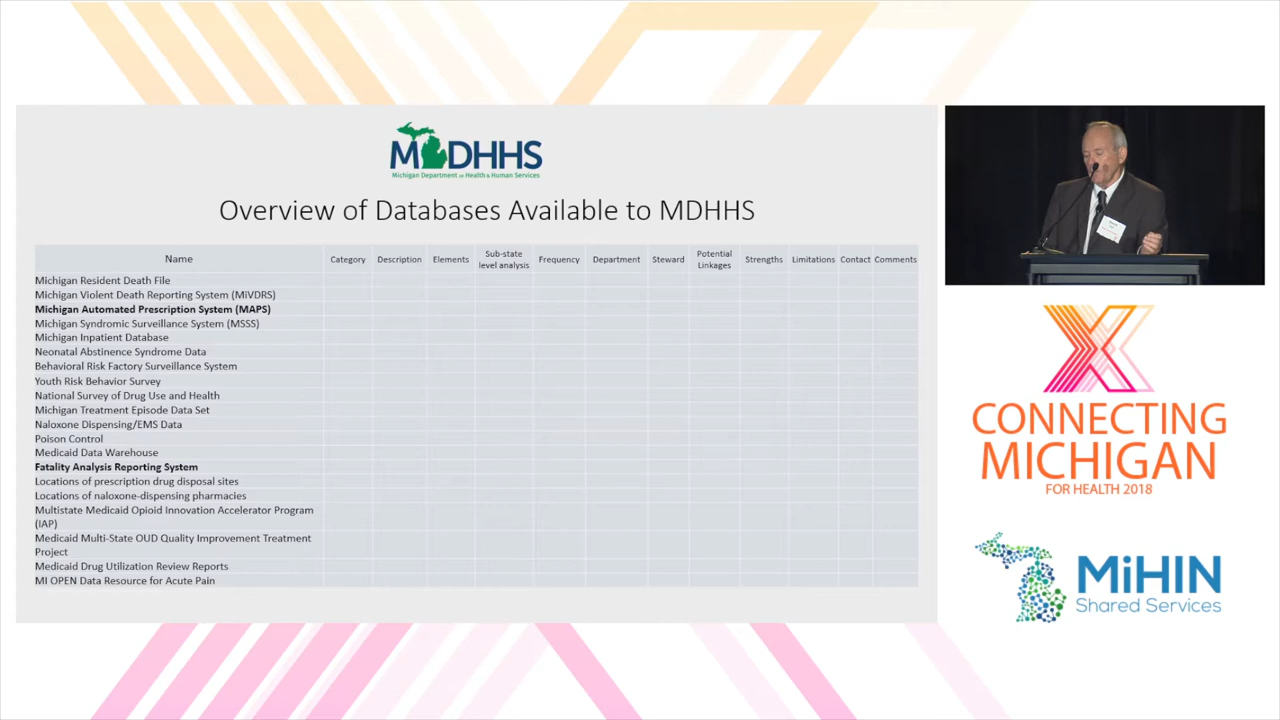 MDHHS
Michigan Department of Health & Human Services
Overview of Databases Available to MDHHS
Name Category Description Elements Sub-state level analysis Frequency Department Steward Potential Linkages Strengths Limitations Contact Comments
Michigan Resident Death File
Michigan Violent Death Reporting System (MiVDRS)
Michigan Automated Prescription System (MAPS)
Michigan Syndromic Surveillance System (MSSS)
Michigan Inpatient Database
Neonatal Abstinence Syndrome Data
Behavioral Risk Factor Surveillance System
Youth Risk Behavior Survey
National Survey of Drug Use and Health
Michigan Treatment Episode Data Set
Naloxone Dispensing/EMS Data
Poison Control
Medicaid Data Warehouse
Fatality Analysis Reporting System
Locations of prescription drug disposal sites
Locations of naloxone-dispensing pharmacies
Multistate Medicaid Opioid Innovation Accelerator Program
(IAP)
Medicaid Multi-State OUD Quality Improvement Treatment
Project
Medicaid Drug Utilization Review Reports
MI OPEN Data Resource for Acute Pain
CONNECTING
MICHIGAN
FOR HEALTH 2018
MiHIN
Shared Services